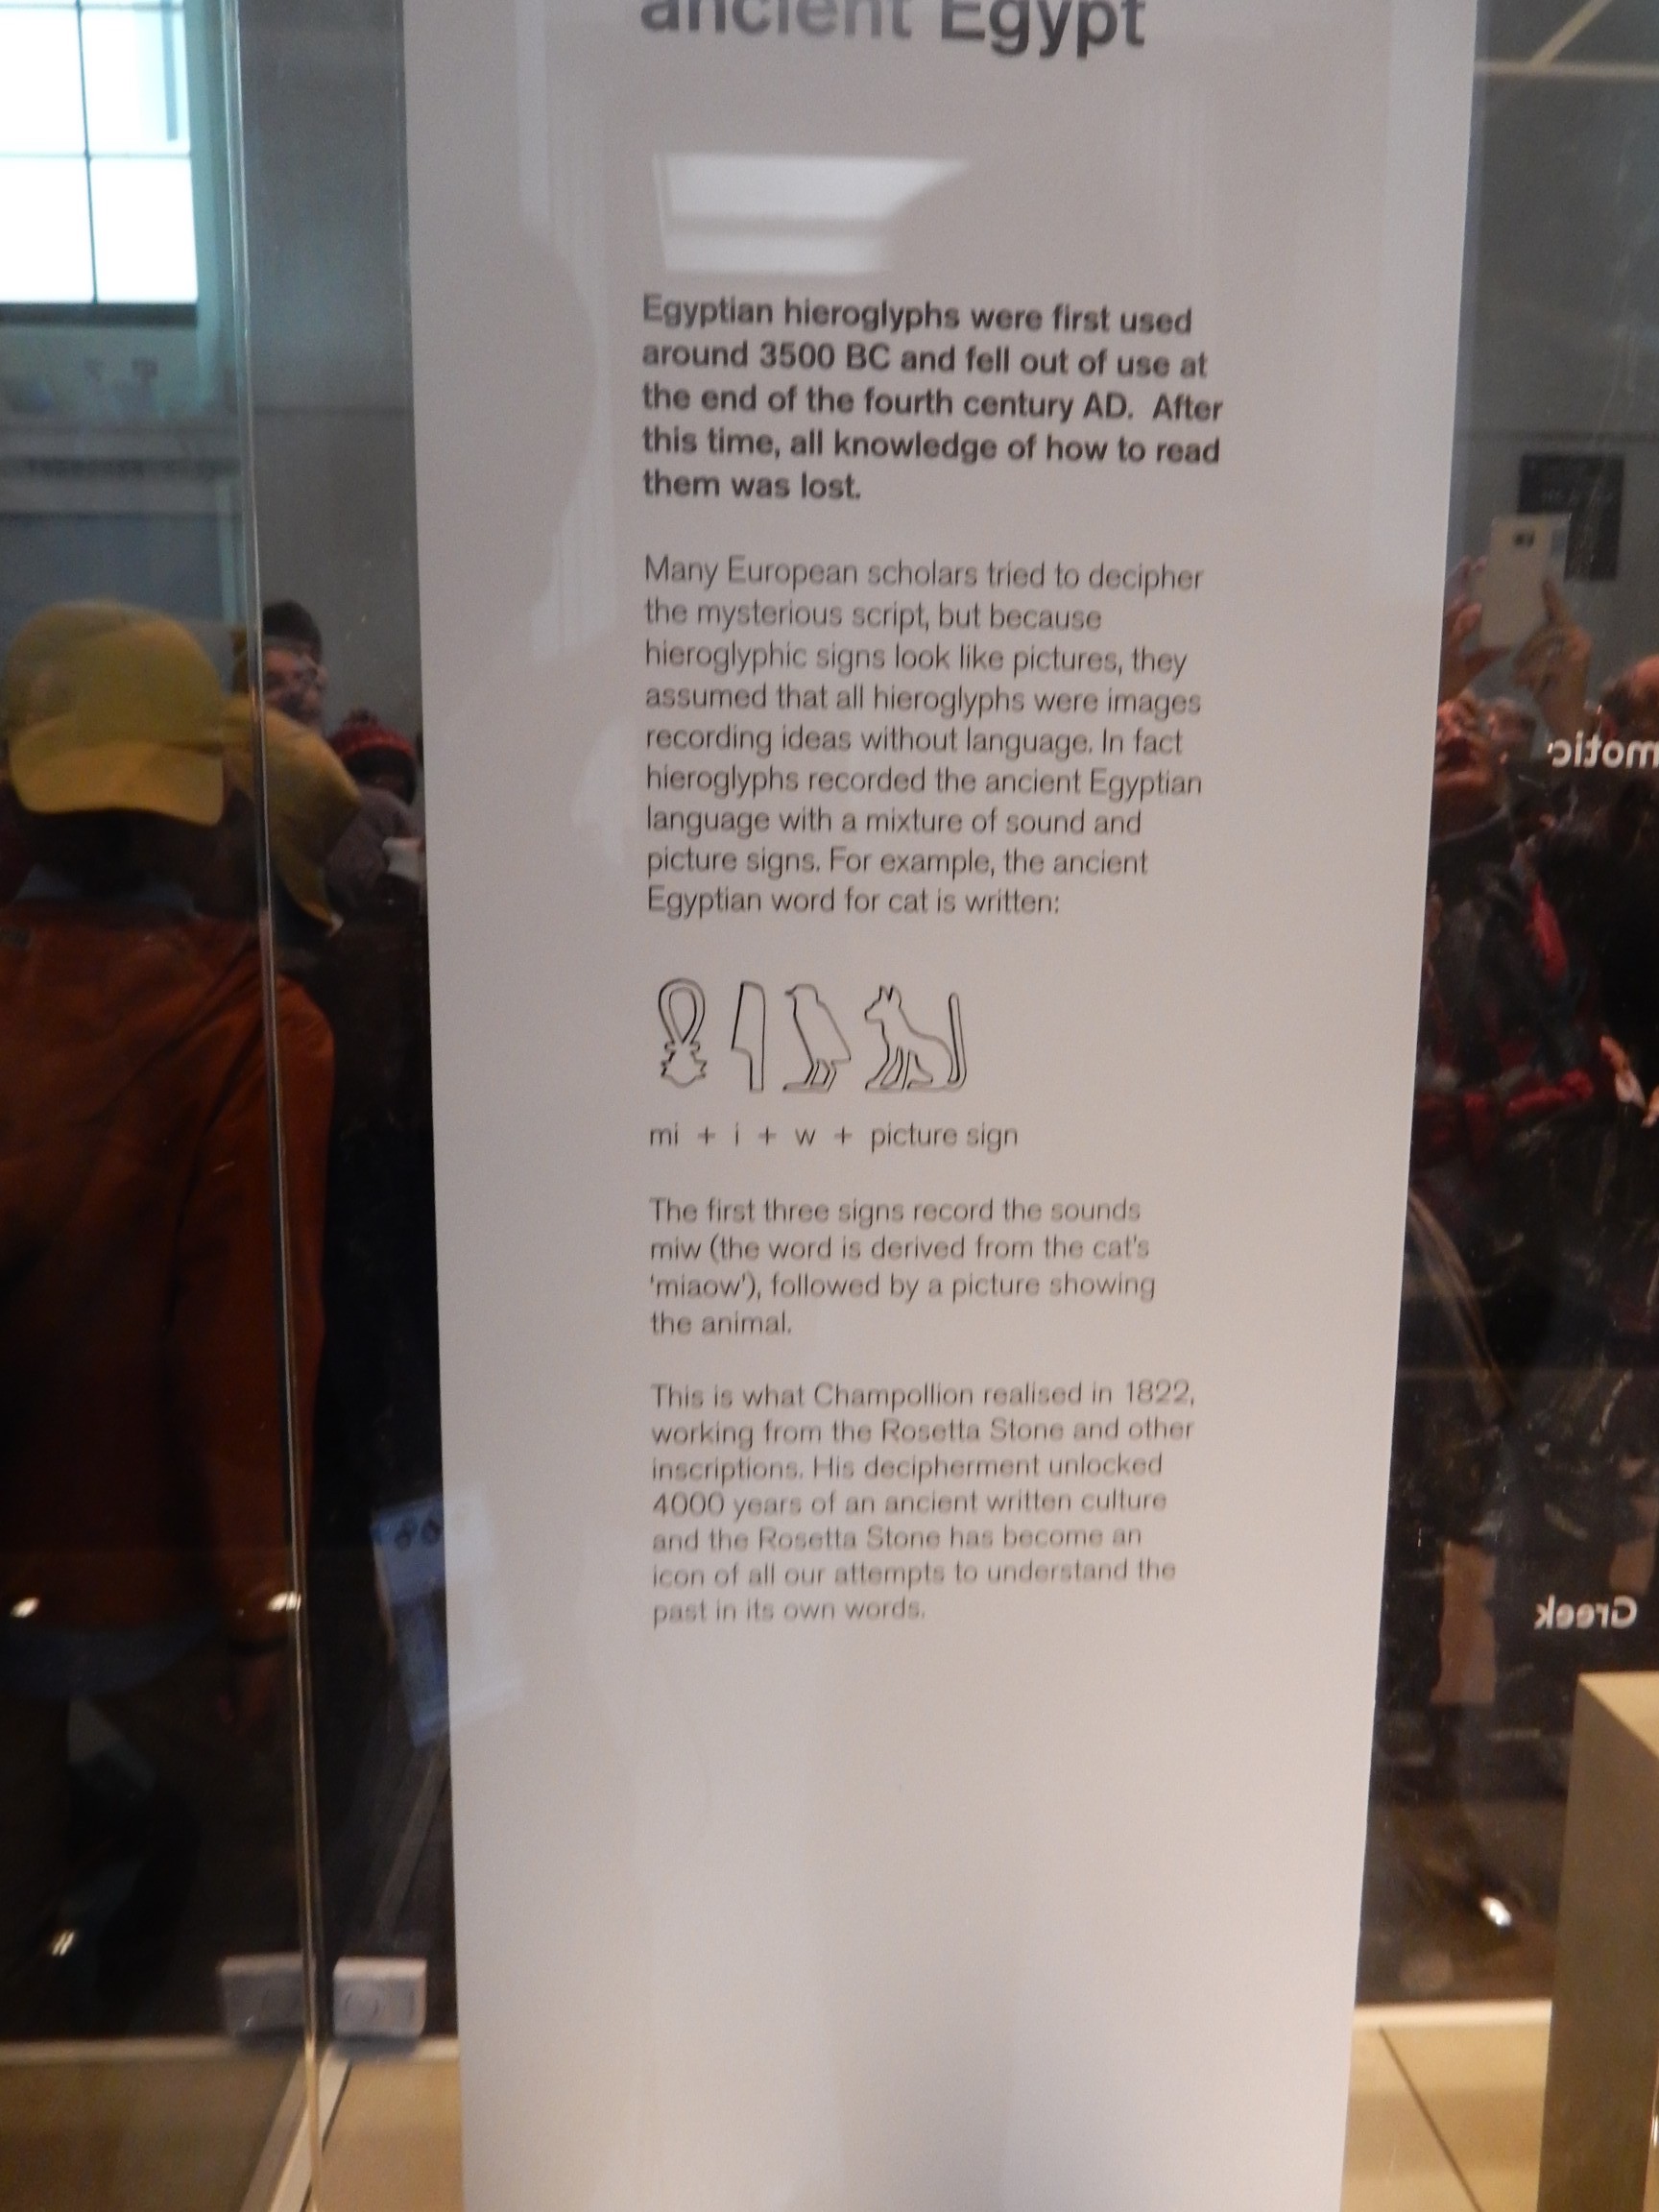 ancient Egypt
Egyptian hieroglyphs were first used
around 3500 BC and fell out of use at
the end of the fourth century AD. After
this time, all knowledge of how to read
them was lost.
Many European scholars tried to decipher
the mysterious script, but because
hieroglyphic signs look like pictures, they
assumed that all hieroglyphs were images
recording ideas without language. In fact
hieroglyphs recorded the ancient Egyptian
language with a mixture of sound and
picture signs. For example, the ancient
Egyptian word for cat is written:
mi + i + w + picture sign
The first three signs record the sounds
miw (the word is derived from the cat's
'miaow'), followed by a picture showing
the animal.
This is what Champollion realised in 1822,
working from the Rosetta Stone and other
inscriptions. His decipherment unlocked
4000 years of an ancient written culture
and the Rosetta Stone has become an
icon of all our attempts to understand the
past in its own words.
motic
Greek